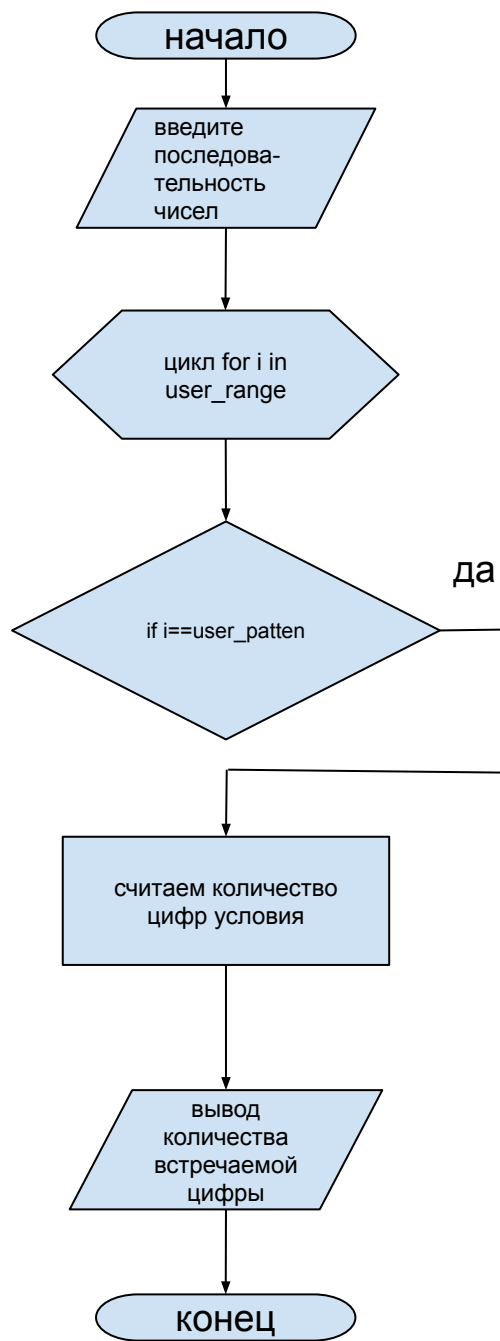 начало
введите
последова-
тельность
чисел
цикл for i in
user_range
да
if i==user_patten
считаем количество
цифр условия
вывод
количества
встречаемой
цифры
конец